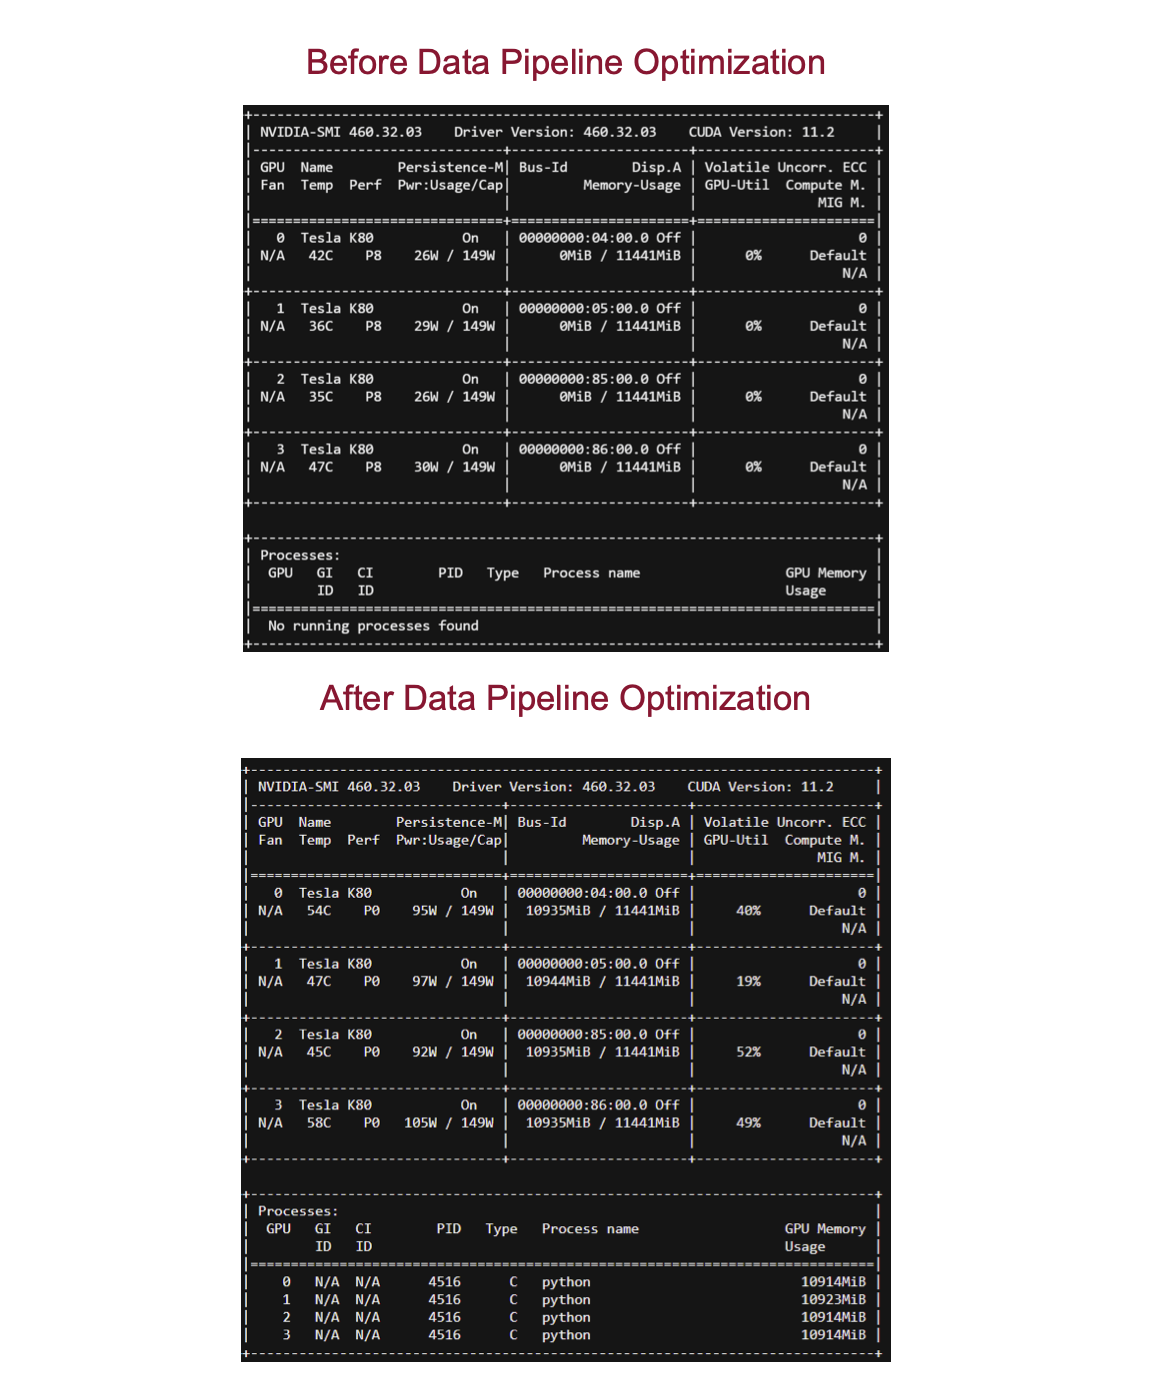 Before Data Pipeline Optimization
NVIDIA-SMI 460.32.03 Driver Version: 460.32.03 CUDA Version: 11.2
GPU Name Persistence-M| Bus-Id Disp.A | Volatile Uncorr. ECC
Fan Temp Perf Pwr:Usage/Cap| Memory-Usage | GPU-Util Compute M.
MIG M.
0 Tesla K80 On | 00000000:04:00.0 Off | 0
N/A 42C P8 26W / 149W | 0MiB / 11441MiB | 0% Default
N/A
1 Tesla K80 On | 00000000:05:00.0 Off | 0
N/A 36C P8 29W / 149W | 0MiB / 11441MiB | 0% Default
N/A
2 Tesla K80 On | 00000000:85:00.0 Off | 0
N/A 35C P8 26W / 149W | 0MiB / 11441MiB | 0% Default
N/A
3 Tesla K80 On | 00000000:86:00.0 Off | 0
N/A 47C P8 30W / 149W | 0MiB / 11441MiB | 0% Default
N/A
Processes:
GPU GI CI PID Type Process name GPU Memory
ID ID Usage
No running processes found
After Data Pipeline Optimization
NVIDIA-SMI 460.32.03 Driver Version: 460.32.03 CUDA Version: 11.2
GPU Name Persistence-M| Bus-Id Disp.A | Volatile Uncorr. ECC
Fan Temp Perf Pwr:Usage/Cap| Memory-Usage | GPU-Util Compute M.
MIG M.
0 Tesla K80 On | 00000000:04:00.0 Off | 0
N/A 54C P0 95W / 149W | 10935MiB / 11441MiB | 40% Default
N/A
1 Tesla K80 On | 00000000:05:00.0 Off | 0
N/A 47C P0 97W / 149W | 10944MiB / 11441MiB | 19% Default
N/A
2 Tesla K80 On | 00000000:85:00.0 Off | 0
N/A 45C P0 92W / 149W | 10935MiB / 11441MiB | 52% Default
N/A
3 Tesla K80 On | 00000000:86:00.0 Off | 0
N/A 58C P0 105W / 149W | 10935MiB / 11441MiB | 49% Default
N/A
Processes:
GPU GI CI PID Type Process name GPU Memory
ID ID Usage
0 N/A N/A 4516 C python 10914MiB
1 N/A N/A 4516 C python 10923MiB
2 N/A N/A 4516 C python 10914MiB
3 N/A N/A 4516 C python 10914MiB